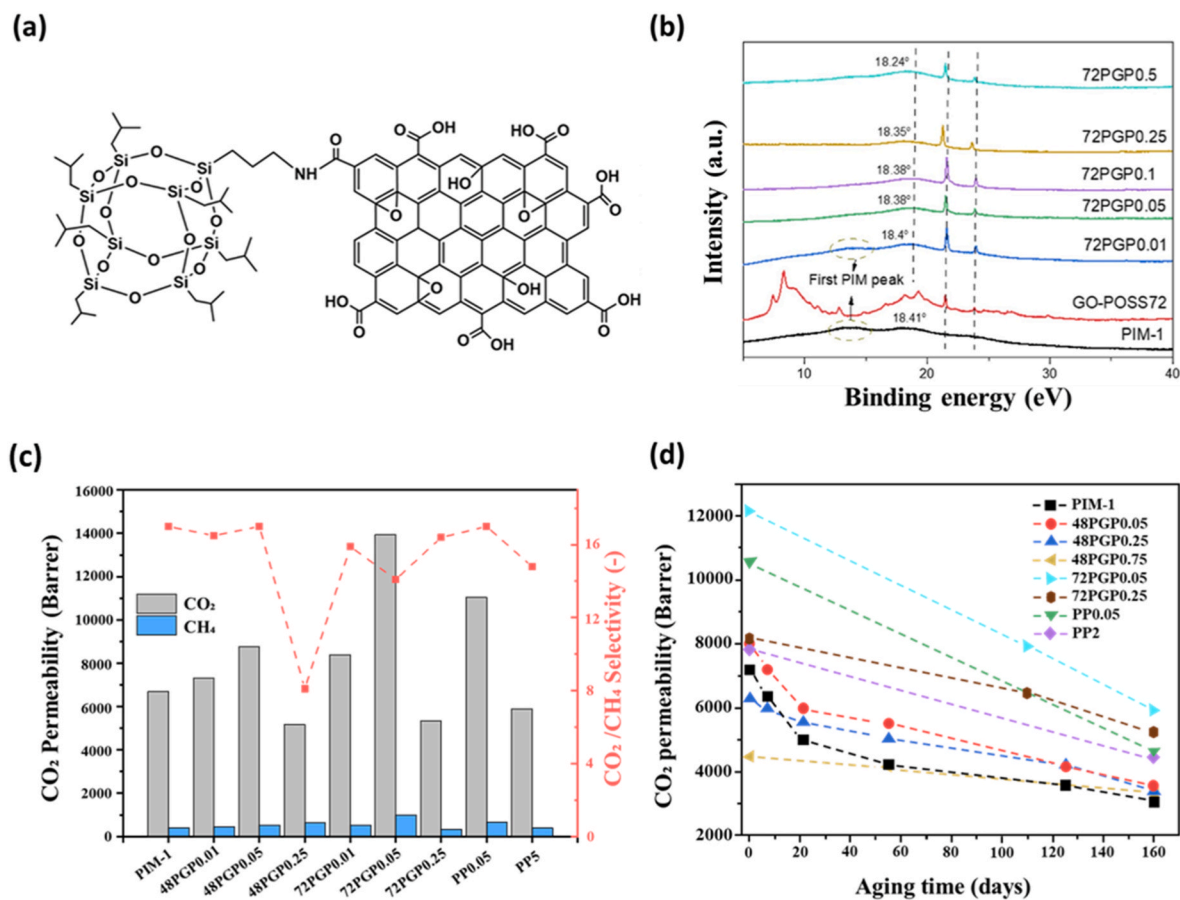 (a)
Si
Si
O
Si
O
O
O
O
Si
O
Si
O
O
Si
O
O
Si
O
Si
O
NH
O
O
OH
O
OH
HO
O
OH
O
O
O
OH
HO
O
O
OH
O
OH
HO
O
O
OH
(b)
Intensity (a.u.)
18.24°
72PGP0.5
18.35°
72PGP0.25
18.38°
72PGP0.1
18.38°
72PGP0.05
18.4°
72PGP0.01
First PIM peak
GO-POSS72
18.41°
PIM-1
10
20
30
40
Binding energy (eV)
(c)
CO₂ Permeability (Barrer)
16000
14000
12000
10000
8000
6000
4000
2000
0
CO₂
CH₄
16
12
8
4
0
CO₂ /CH₄ Selectivity (-)
PIM-1
48PGP0.01
48PGP0.05
48PGP0.25
72PGP0.01
72PGP0.05
72PGP0.25
PP0.05
PP5
(d)
CO₂ permeability (Barrer)
12000
10000
8000
6000
4000
2000
PIM-1
48PGP0.05
48PGP0.25
48PGP0.75
72PGP0.05
72PGP0.25
PP0.05
PP2
0
20
40
60
80
100
120
140
160
Aging time (days)